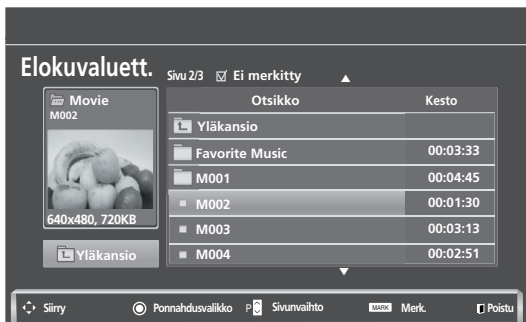 Elokuvaluett.
Sivu 2/3 Ei merkitty
Movie
M002
640x480, 720KB
Yläkansio
Otsikko Kesto
Yläkansio
Favorite Music 00:03:33
M001 00:04:45
M002 00:01:30
M003 00:03:13
M004 00:02:51
Siirry Ponnahdusvalikko P Sivunvaihto MARK Merk. Poistu